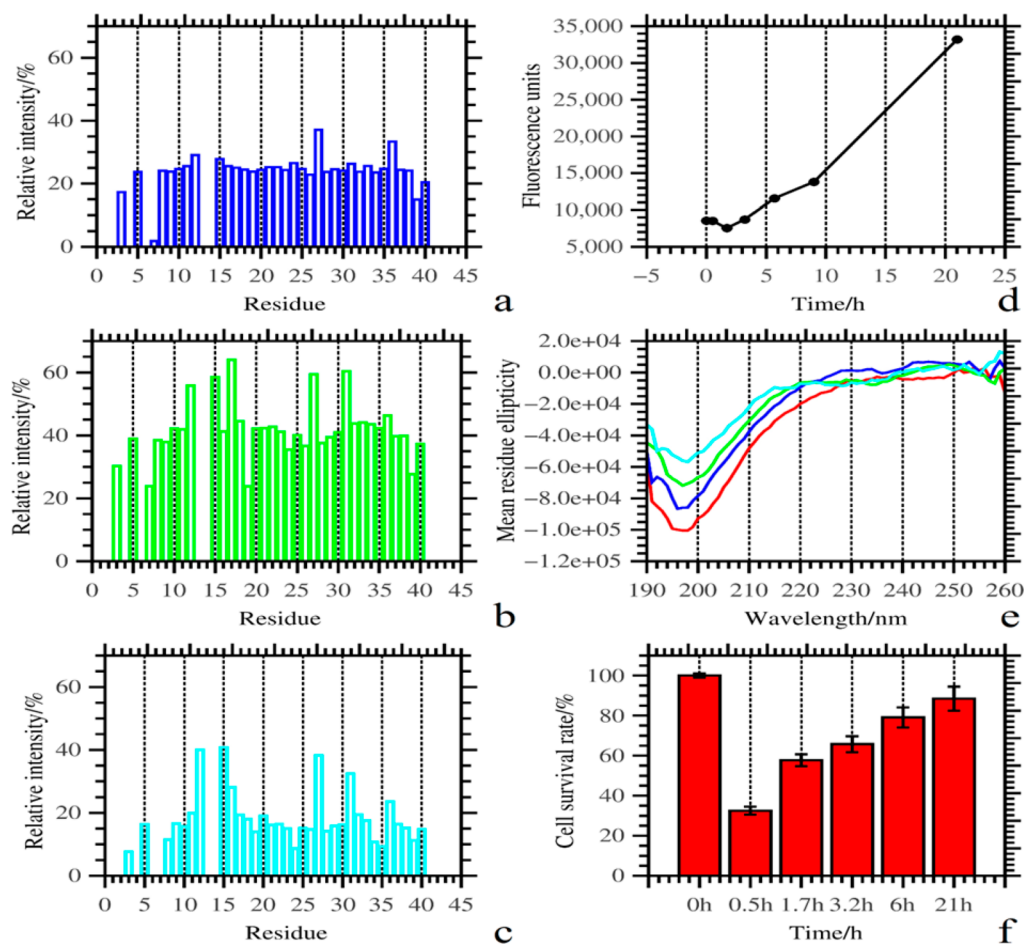 60
40
20
0
Relative intensity/%
0 5 10 15 20 25 30 35 40 45
Residue
a
35,000
30,000
25,000
20,000
15,000
10,000
5,000
Fluorescence units
−5 0 5 10 15 20 25
Time/h
d
60
40
20
0
Relative intensity/%
0 5 10 15 20 25 30 35 40 45
Residue
b
2.0e+04
0.0e+00
−2.0e+04
−4.0e+04
−6.0e+04
−8.0e+04
−1.0e+05
−1.2e+05
Mean residue ellipticity
190 200 210 220 230 240 250 260
Wavelength/nm
e
60
40
20
0
Relative intensity/%
0 5 10 15 20 25 30 35 40 45
Residue
c
100
80
60
40
20
0
Cell survival rate/%
0h 0.5h 1.7h 3.2h 6h 21h
Time/h
f